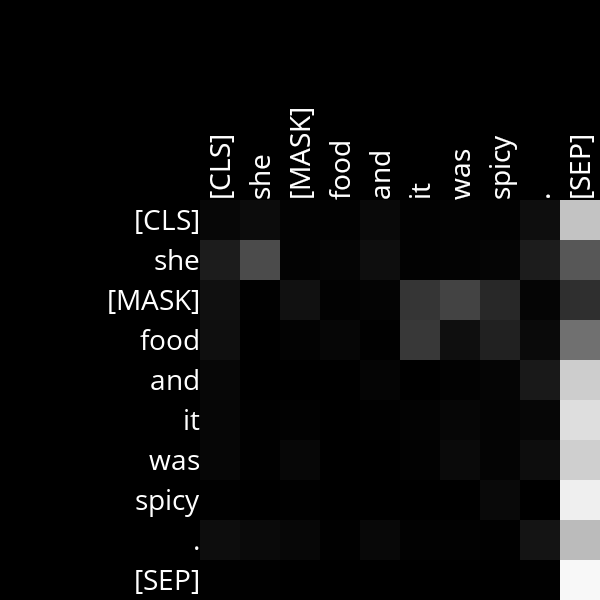 [CLS]
she
[MASK]
food
and
it
was
spicy
.
[SEP]
[CLS]
she
[MASK]
food
and
it
was
spicy
.
[SEP]